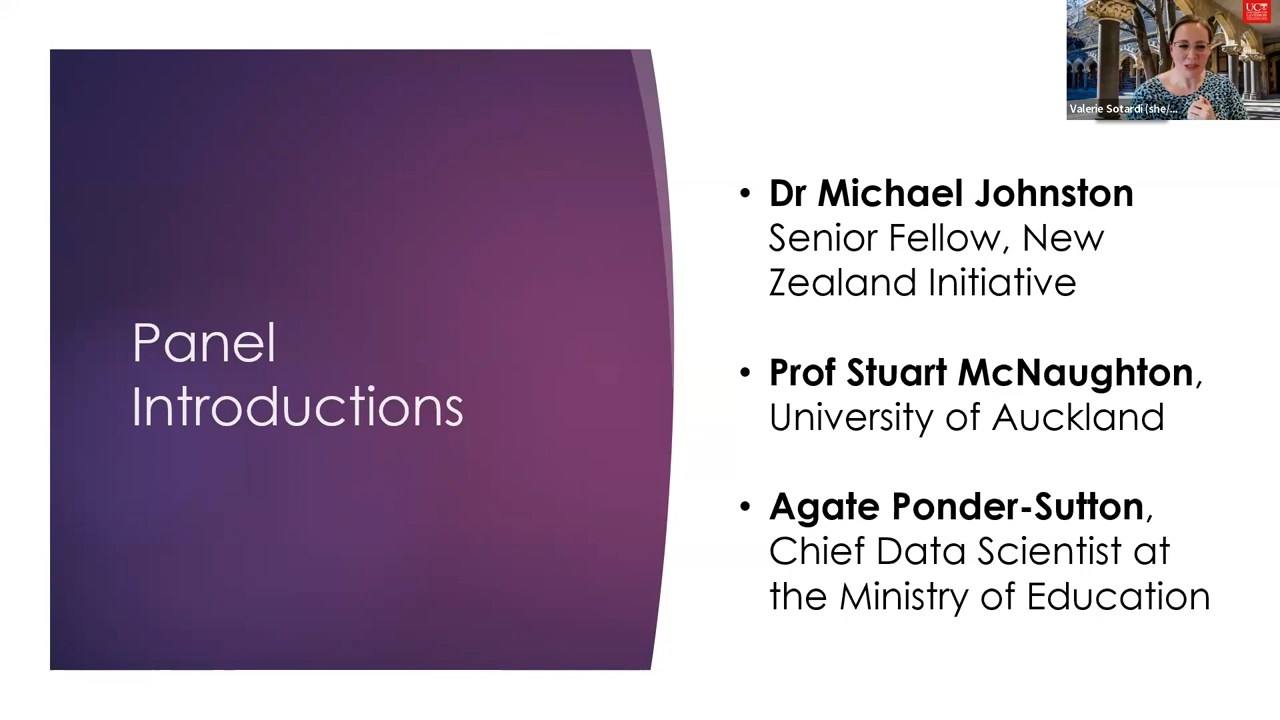 Panel
Introductions
• Dr Michael Johnston
Senior Fellow, New
Zealand Initiative
• Prof Stuart McNaughton,
University of Auckland
• Agate Ponder-Sutton,
Chief Data Scientist at
the Ministry of Education
UC
Valerie Sotardi (she/...